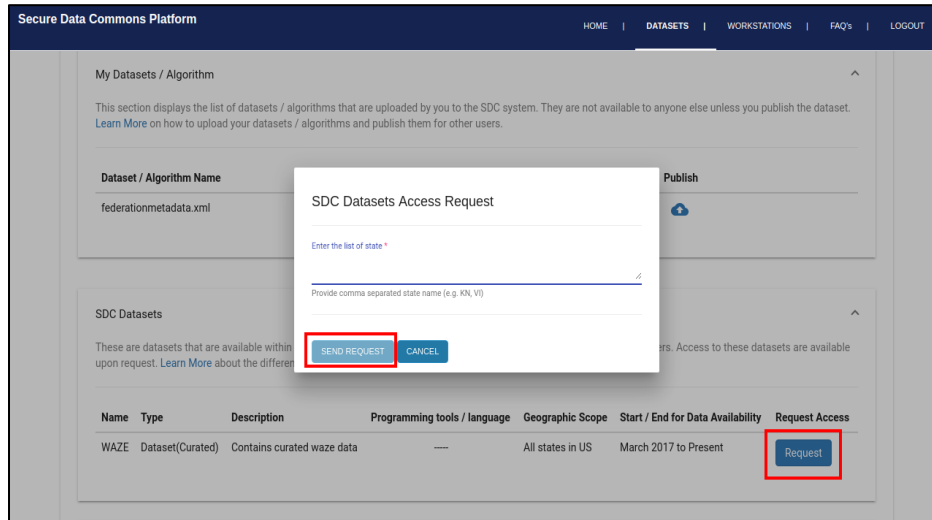 Secure Data Commons Platform
HOME | DATASETS | WORKSTATIONS | FAQ's | LOGOUT
My Datasets / Algorithm
This section displays the list of datasets / algorithms that are uploaded by you to the SDC system. They are not available to anyone else unless you publish the dataset.
Learn More on how to upload your datasets / algorithms and publish them for other users.
Dataset / Algorithm Name Publish
federationmetadata.xml
SDC Datasets Access Request
Enter the list of state *
Provide comma separated state name (e.g. KN, VI)
SEND REQUEST CANCEL
SDC Datasets
These are datasets that are available within ers. Access to these datasets are available
upon request. Learn More about the differen
Name Type Description Programming tools / language Geographic Scope Start / End for Data Availability Request Access
WAZE Dataset(Curated) Contains curated waze data ---- All states in US March 2017 to Present Request